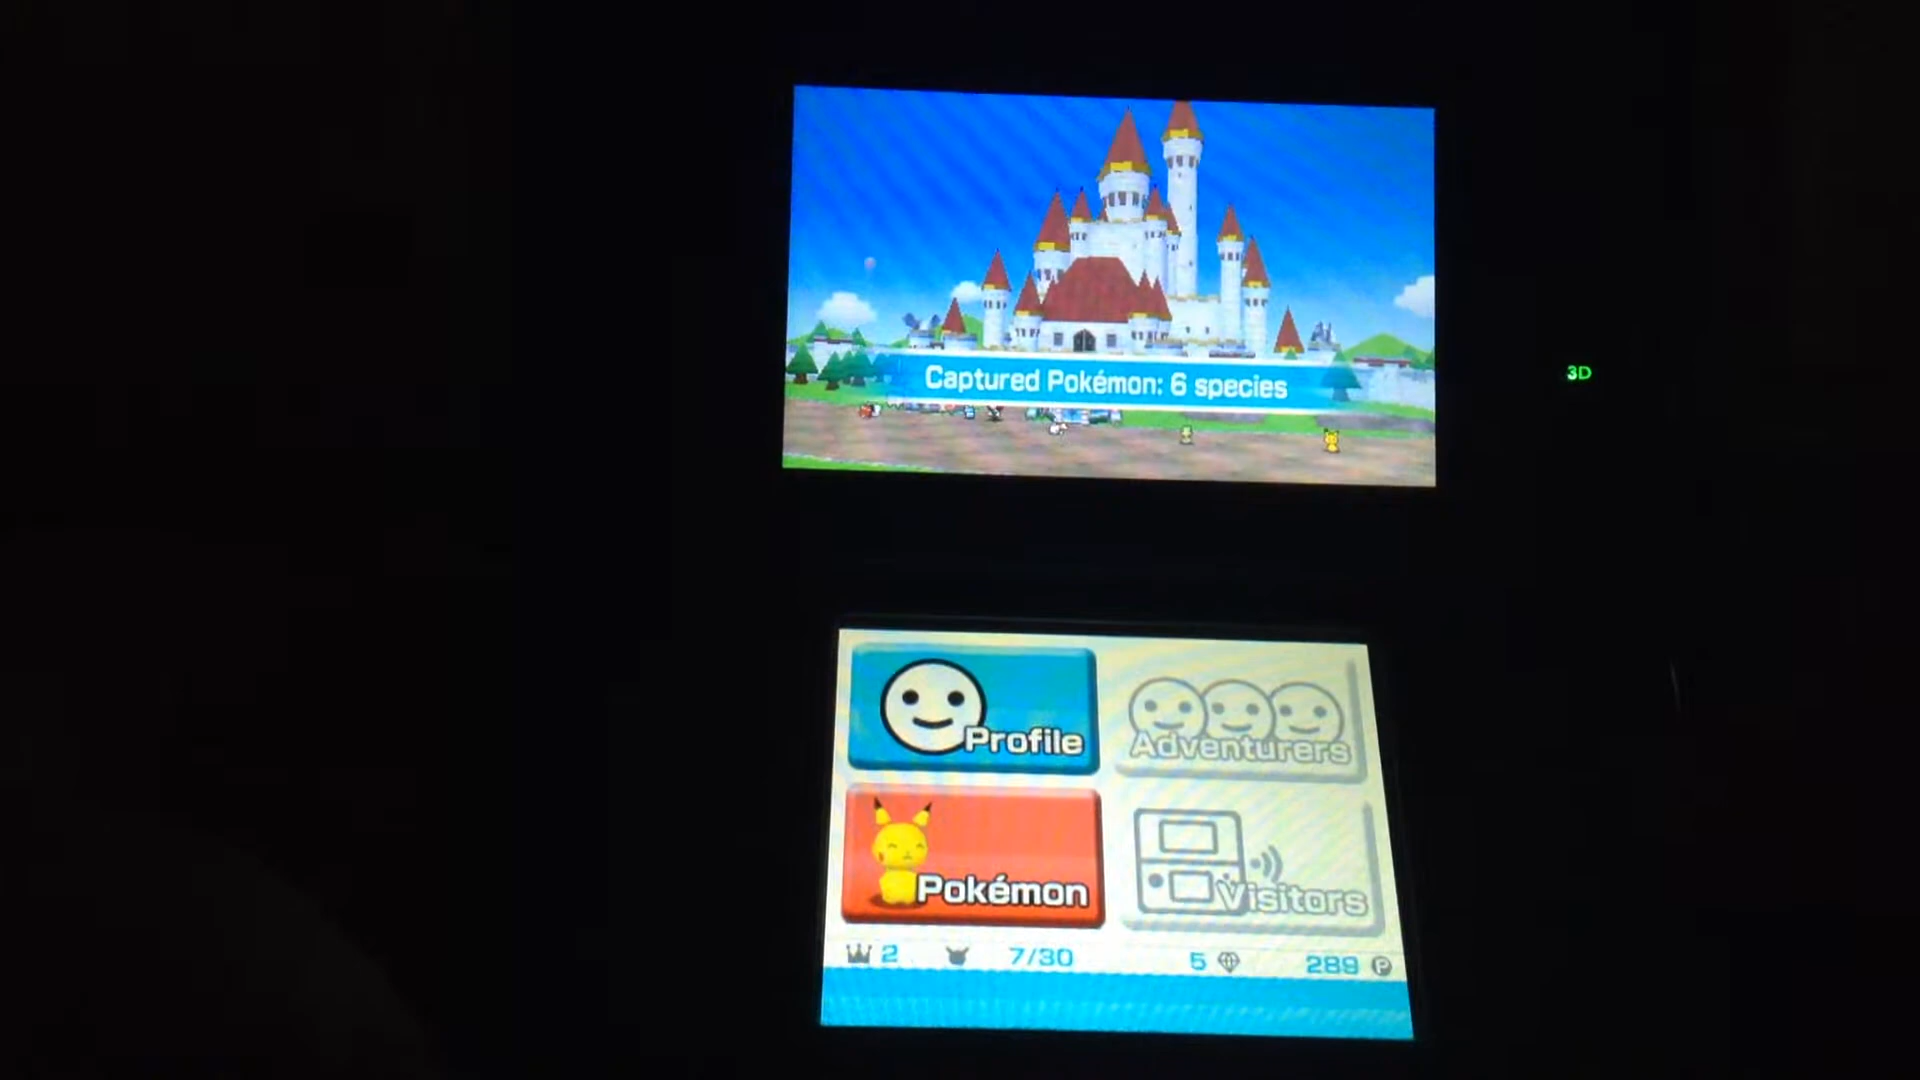 Captured Pokémon: 6 species
3D
Profile
Adventurers
Pokémon
Visitors
2 7/30 5 289 P